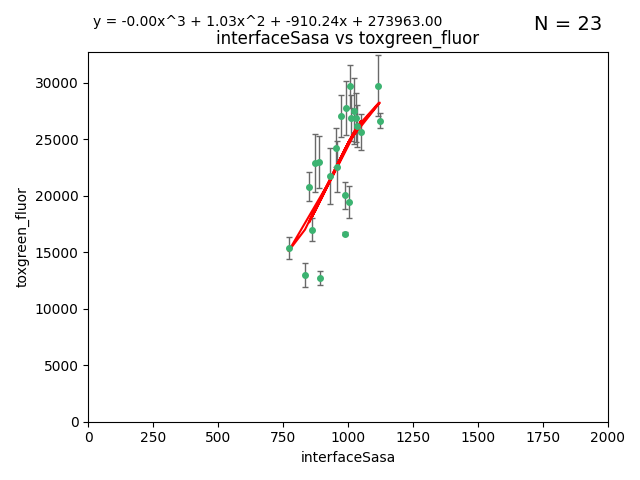 y = -0.00x^3 + 1.03x^2 + -910.24x + 273963.00
N = 23
interfaceSasa vs toxgreen_fluor
30000
25000
20000
15000
10000
5000
0
toxgreen_fluor
0 250 500 750 1000 1250 1500 1750 2000
interfaceSasa